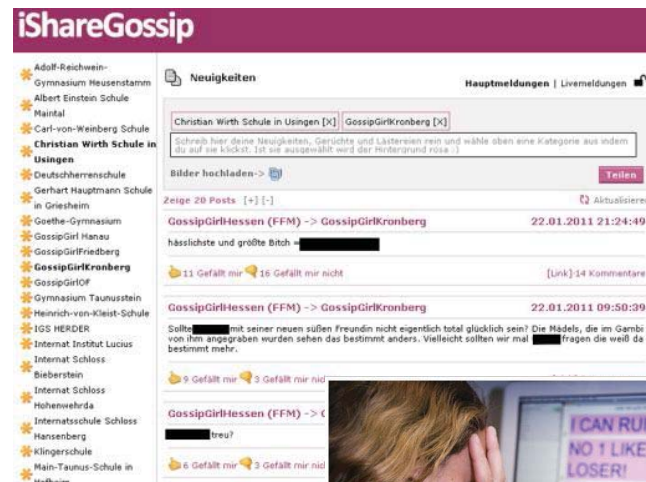 iShareGossip
Adolf-Reichwein-
Gymnasium Heusenstamm
Albert Einstein Schule
Maintal
Carl-von-Weinberg Schule
Christian Wirth Schule in
Usingen
Deutschherrenschule
Gerhart Hauptmann Schule
in Griesheim
Goethe-Gymnasium
GossipGirl Hanau
GossipGirlFriedberg
GossipGirlKronberg
GossipGirlOF
Gymnasium Taunusstein
Heinrich-von-Kleist-Schule
IGS HERDER
Internat Institut Lucius
Internat Schloss
Bieberstein
Internat Schloss
Hohenwehrda
Internatsschule Schloss
Hansenberg
Klingerschule
Main-Taunus-Schule in
Hofheim
Neuigkeiten
Hauptmeldungen | Livemeldungen
Christian Wirth Schule in Usingen [X] GossipGirlKronberg [X]
Schreib hier deine Neuigkeiten, Gerüchte und Lästereien rein und wähle oben eine Kategorie aus indem
du auf sie klickst. Ist sie ausgewählt wird der Hintergrund rosa :)
Bilder hochladen->
Teilen
Zeige 20 Posts [+] [-]
Aktualisieren
GossipGirlHessen (FFM) -> GossipGirlKronberg 22.01.2011 21:24:49
hässlichste und größte Bitch =
11 Gefällt mir 16 Gefällt mir nicht [Link] 14 Kommentare
GossipGirlHessen (FFM) -> GossipGirlKronberg 22.01.2011 09:50:39
Sollte mit seiner neuen süßen Freundin nicht eigentlich total glücklich sein? Die Mädels, die im Gambi
von ihm angegraben wurden sehen das bestimmt anders. Vielleicht sollten wir mal fragen die weiß da
bestimmt mehr.
9 Gefällt mir 3 Gefällt mir nic
GossipGirlHessen (FFM) -> G
treu?
6 Gefällt mir 3 Gefällt mir nic
I CAN RUI
NO 1 LIKE
LOSER!